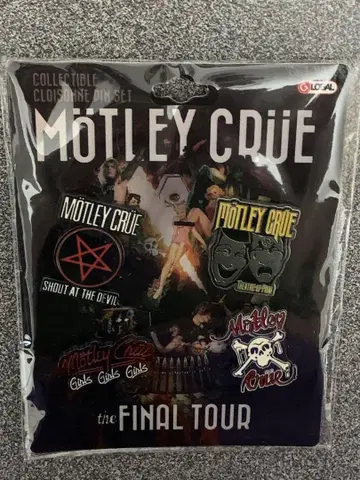 COLLECTIBLE
CLOISONNE PIN SET
GLOBAL
MÖTLEY CRÜE
MÖTLEY CRÜE
SHOUT AT THE DEVIL
MÖTLEY CRÜE
THEATRE OF PAIN
Mötley Crüe
Girls Girls Girls
Mötley
Crüe
the FINAL TOUR